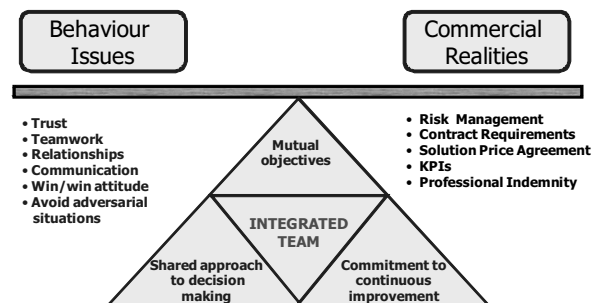 Behaviour
Issues
Commercial
Realities
• Trust
• Teamwork
• Relationships
• Communication
• Win/win attitude
• Avoid adversarial
situations
• Risk Management
• Contract Requirements
• Solution Price Agreement
• KPIs
• Professional Indemnity
Mutual
objectives
INTEGRATED
TEAM
Shared approach
to decision
making
Commitment to
continuous
improvement